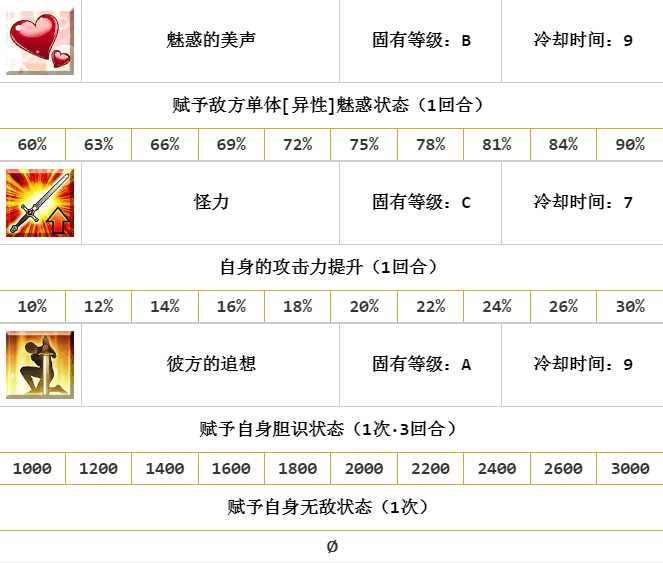 魅惑的美声 固有等级：B 冷却时间：9
赋予敌方单体[异性]魅惑状态（1回合）
60% 63% 66% 69% 72% 75% 78% 81% 84% 90%
怪力 固有等级：C 冷却时间：7
自身的攻击力提升（1回合）
10% 12% 14% 16% 18% 20% 22% 24% 26% 30%
彼方的追想 固有等级：A 冷却时间：9
赋予自身胆识状态（1次·3回合）
1000 1200 1400 1600 1800 2000 2200 2400 2600 3000
赋予自身无敌状态（1次）
Ø